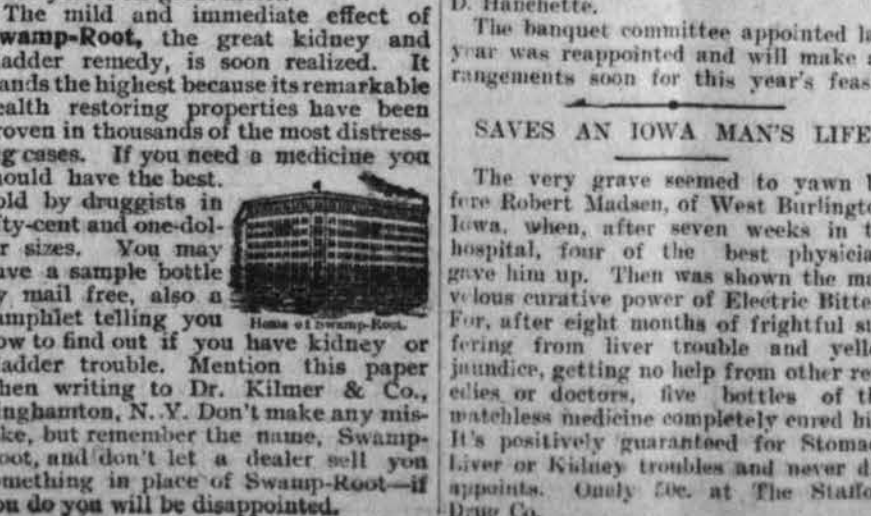 The mild and immediate effect of
wamp-Root, the great kidney and
adder remedy, is soon realized. It
ands the highest because its remarkable
ealth restoring properties have been
roven in thousands of the most distress-
g cases. If you need a medicine you
ould have the best.
old by druggists in
ty-cent and one-dol-
r sizes. You may
ave a sample bottle
y mail free, also a
amphlet telling you
Home of Swamp-Root.
ow to find out if you have kidney or
adder trouble. Mention this paper
hen writing to Dr. Kilmer & Co.,
inghamton, N. Y. Don't make any mis-
ke, but remember the name, Swamp-
oot, and don't let a dealer sell you
omething in place of Swamp-Root—if
ou do you will be disappointed.
D. Hanchette.
The banquet committee appointed la
year was reappointed and will make a
rangements soon for this year's feas
SAVES AN IOWA MAN'S LIFE
The very grave seemed to yawn b
fore Robert Madsen, of West Burlingto
Iowa, when, after seven weeks in t
hospital, four of the best physicia
gave him up. Then was shown the ma
velous curative power of Electric Bitte
For, after eight months of frightful su
fering from liver trouble and yello
jaundice, getting no help from other re
edies or doctors, five bottles of th
matchless medicine completely cured hi
It's positively guaranteed for Stomac
Liver or Kidney troubles and never d
appoints. Onely 50c. at The Staffo
Drug Co.